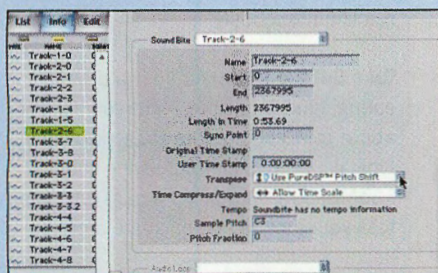 List Info Edit
NAME
Track-1-0
Track-2-0
Track-2-1
Track-2-2
Track-2-3
Track-1-4
Track-1-5
Track-2-6
Track-3-7
Track-3-8
Track-3-0
Track-3-1
Track-3-2
Track-3-3
Track-3-3.2
Track-4-4
Track-4-5
Track-4-6
Track-4-7
Track-4-8
Sound Bite Track-2-6
Name Track-2-6
Start 0
End 2367995
Length 2367995
Length in Time 0:53.69
Sync Point 0
Original Time Stamp
User Time Stamp 0:00:00:00
Transpose Use PureDSP™ Pitch Shift
Time Compress/Expand Allow Time Scale
Tempo Soundbite has no tempo information
Sample Pitch C3
Pitch Fraction 0
Audio Loops